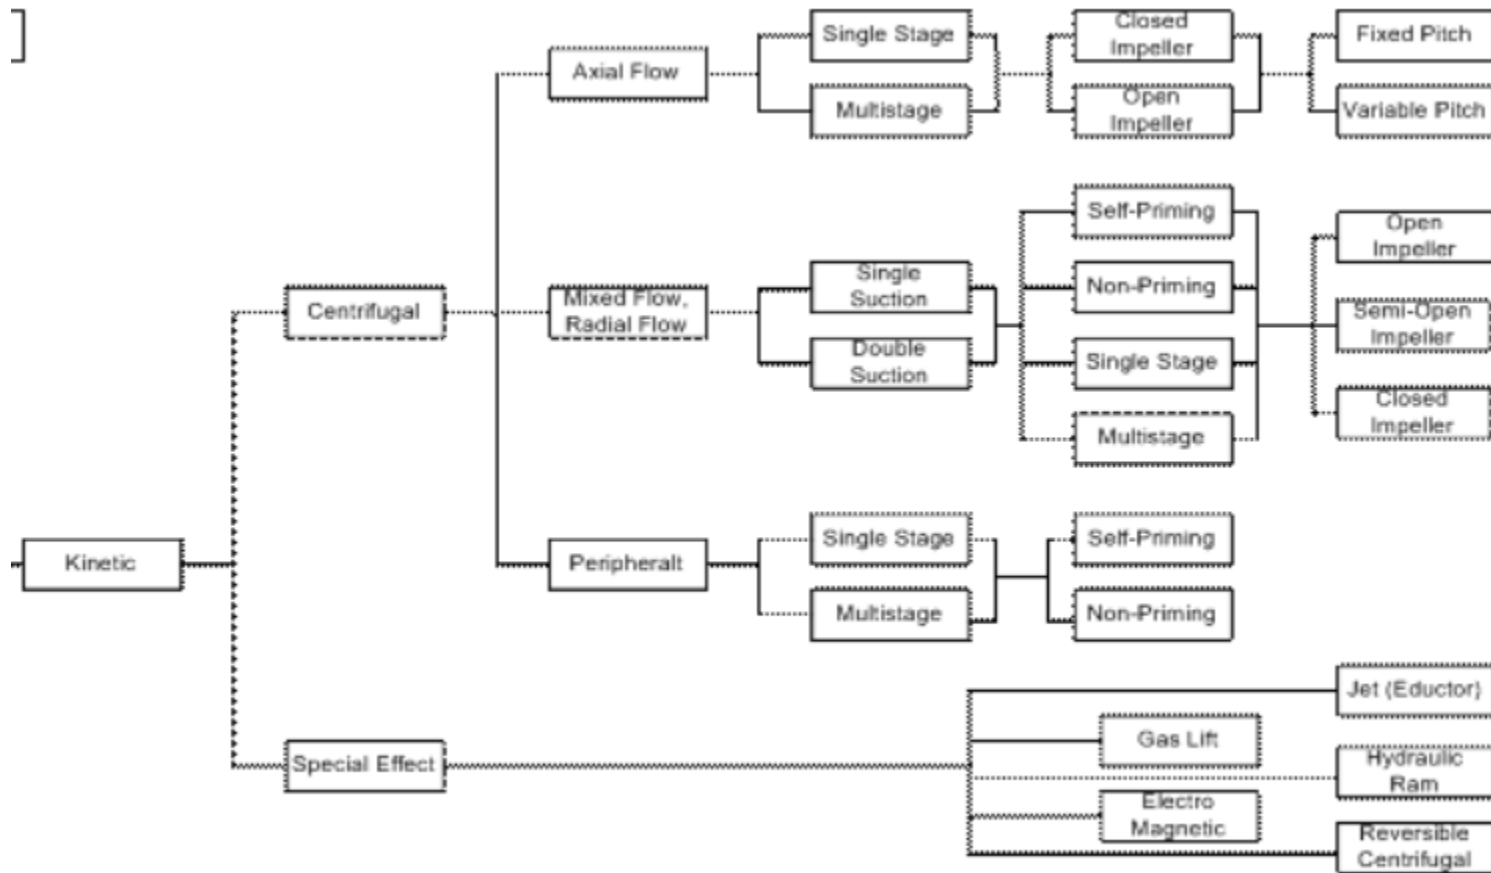 Single Stage
Closed
Impeller
Fixed Pitch
Axial Flow
Multistage
Open
Impeller
Variable Pitch
Self-Priming
Open
Impeller
Single
Suction
Non-Priming
Centrifugal
Mixed Flow,
Radial Flow
Semi-Open
Impeller
Double
Suction
Single Stage
Closed
Impeller
Multistage
Single Stage
Self-Priming
Kinetic
Peripheralt
Multistage
Non-Priming
Jet (Eductor)
Gas Lift
Special Effect
Hydraulic
Ram
Electro
Magnetic
Reversible
Centrifugal